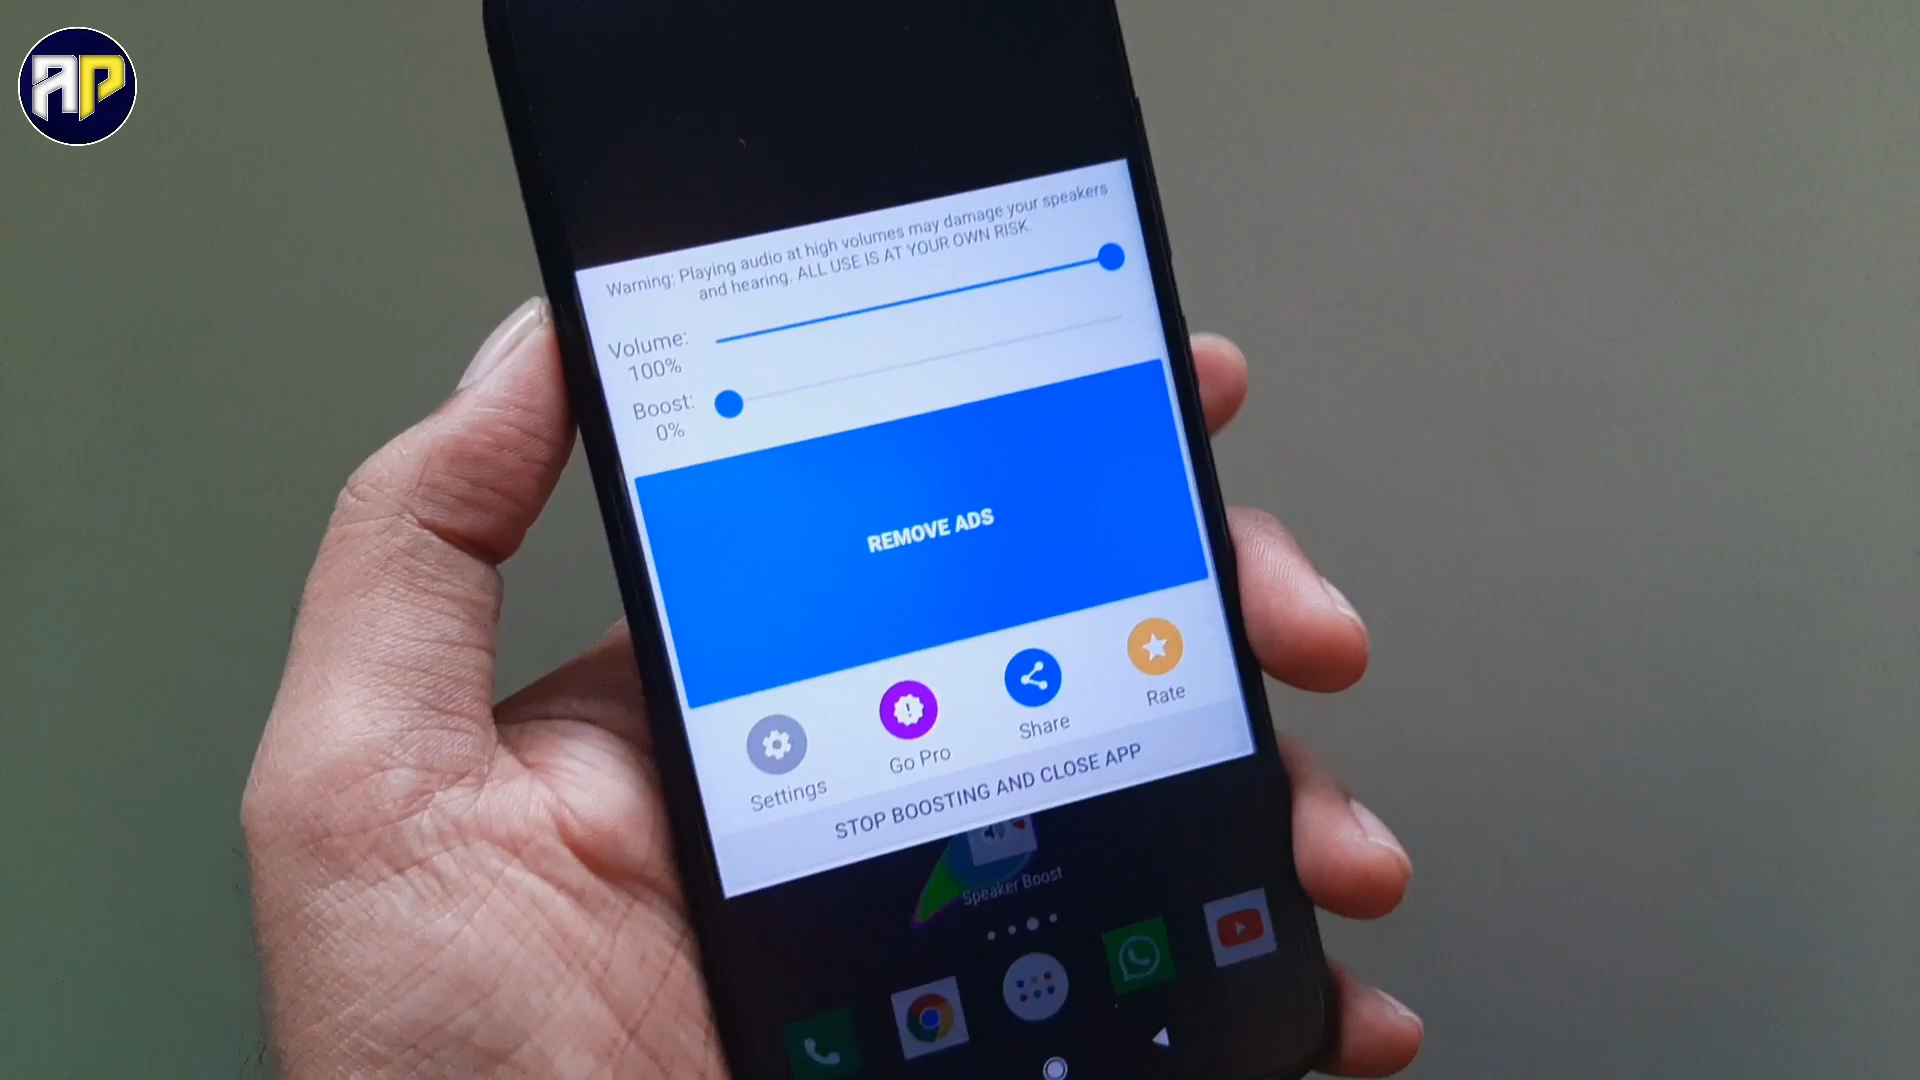 AP
Warning: Playing audio at high volumes may damage your speakers
and hearing. ALL USE IS AT YOUR OWN RISK.
Volume:
100%
Boost:
0%
REMOVE ADS
Settings
Go Pro
Share
Rate
STOP BOOSTING AND CLOSE APP
Speaker Boost